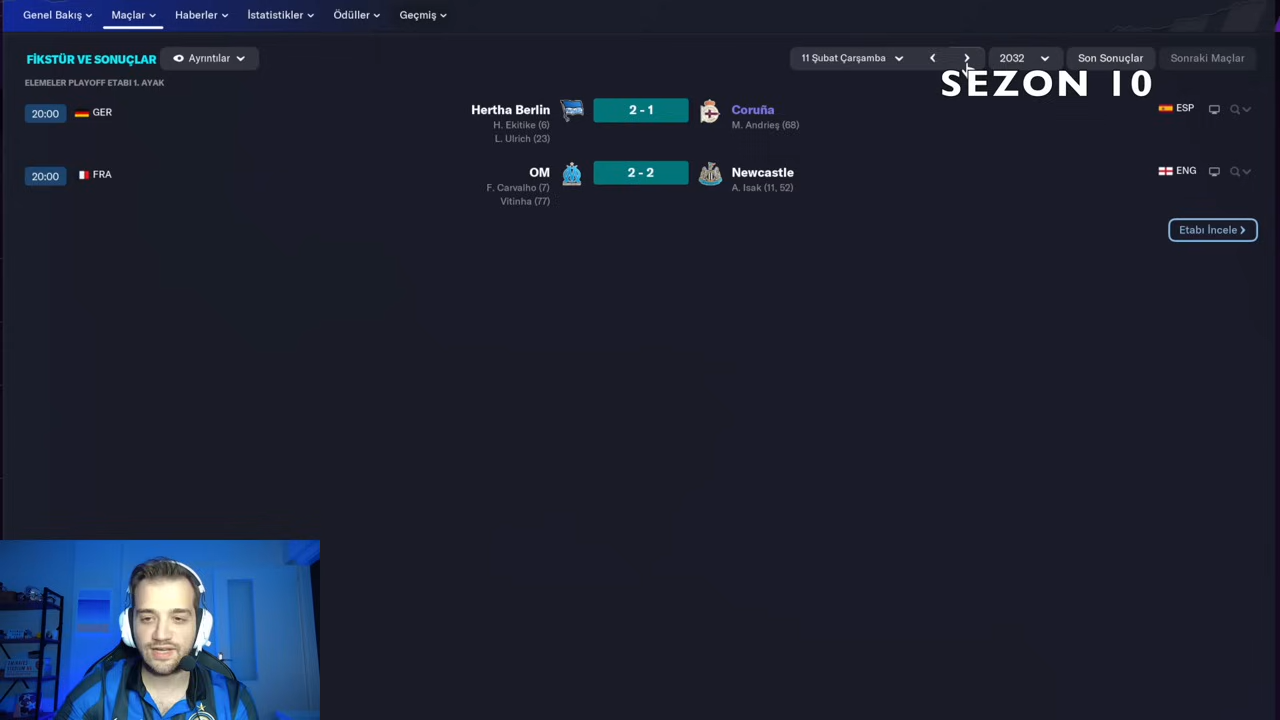 Genel Bakış Maçlar Haberler İstatistikler Ödüller Geçmiş
FİKSTÜR VE SONUÇLAR Ayrıntılar 11 Şubat Çarşamba 2032 Son Sonuçlar Sonraki Maçlar
SEZON 10
ELEMELER PLAYOFF ETABI 1. AYAK
20:00 GER Hertha Berlin 2 - 1 Coruña ESP
H. Ekitike (6) M. Andrieș (68)
L. Ulrich (23)
20:00 FRA OM 2 - 2 Newcastle ENG
F. Carvalho (7) A. Isak (11, 52)
Vitinha (77)
Etabı İncele